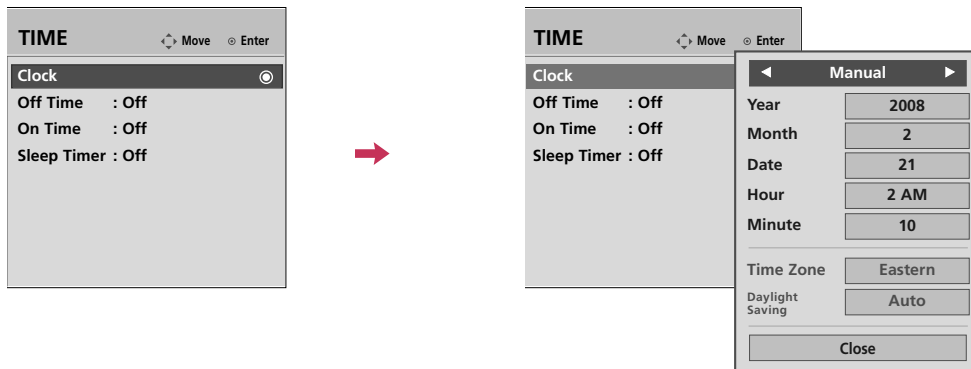 TIME Move Enter
Clock
Off Time : Off
On Time : Off
Sleep Timer : Off
TIME Move Enter
Clock
Off Time : Off
On Time : Off
Sleep Timer : Off
Manual
Year 2008
Month 2
Date 21
Hour 2 AM
Minute 10
Time Zone Eastern
Daylight
Saving
Auto
Close